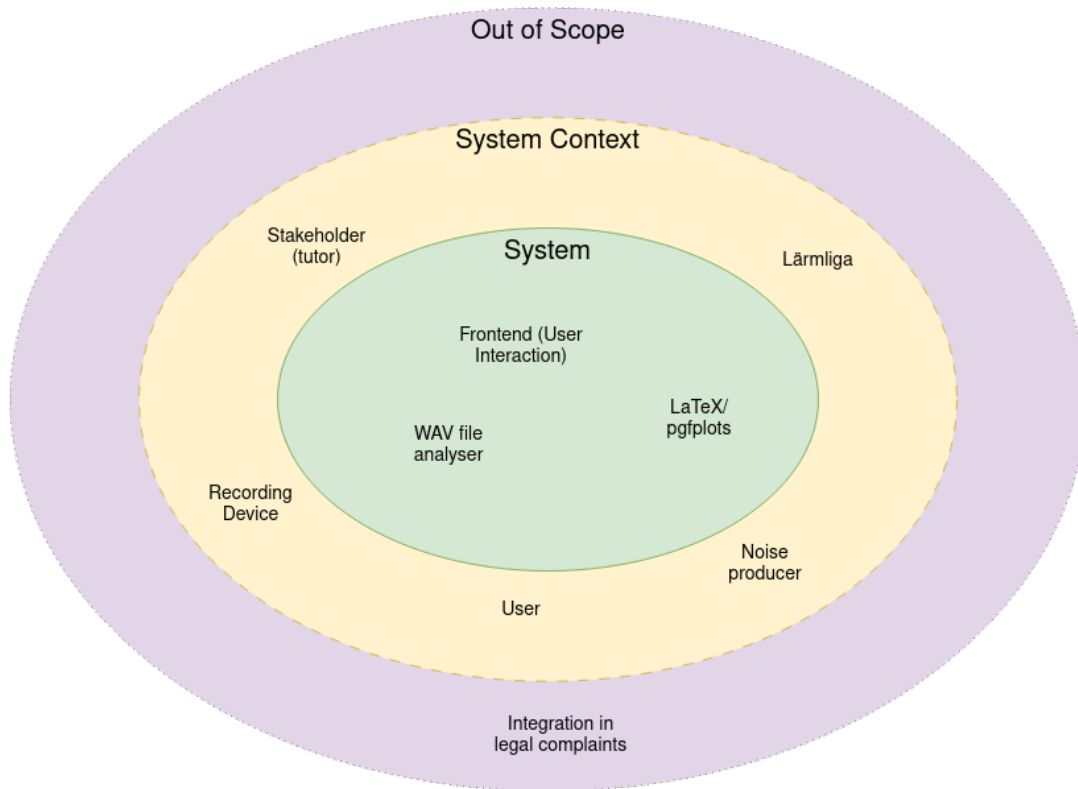 Out of Scope
System Context
Stakeholder
(tutor)
System
Lärmliga
Frontend (User
Interaction)
LaTeX/
pgfplots
WAV file
analyser
Recording
Device
Noise
producer
User
Integration in
legal complaints